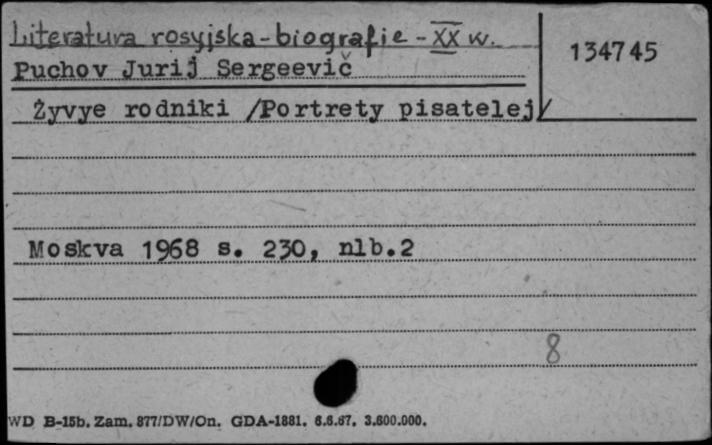 Literatura rosyjska - biografie - XX w.
134745
Puchov Jurij Sergeevič
Żyvye rodniki /Portrety pisatelej/
Moskva 1968 s. 230, nlb.2
8
WD B-15b. Zam. 877/DW/On. GDA-1881. 6.6.67. 3.600.000.